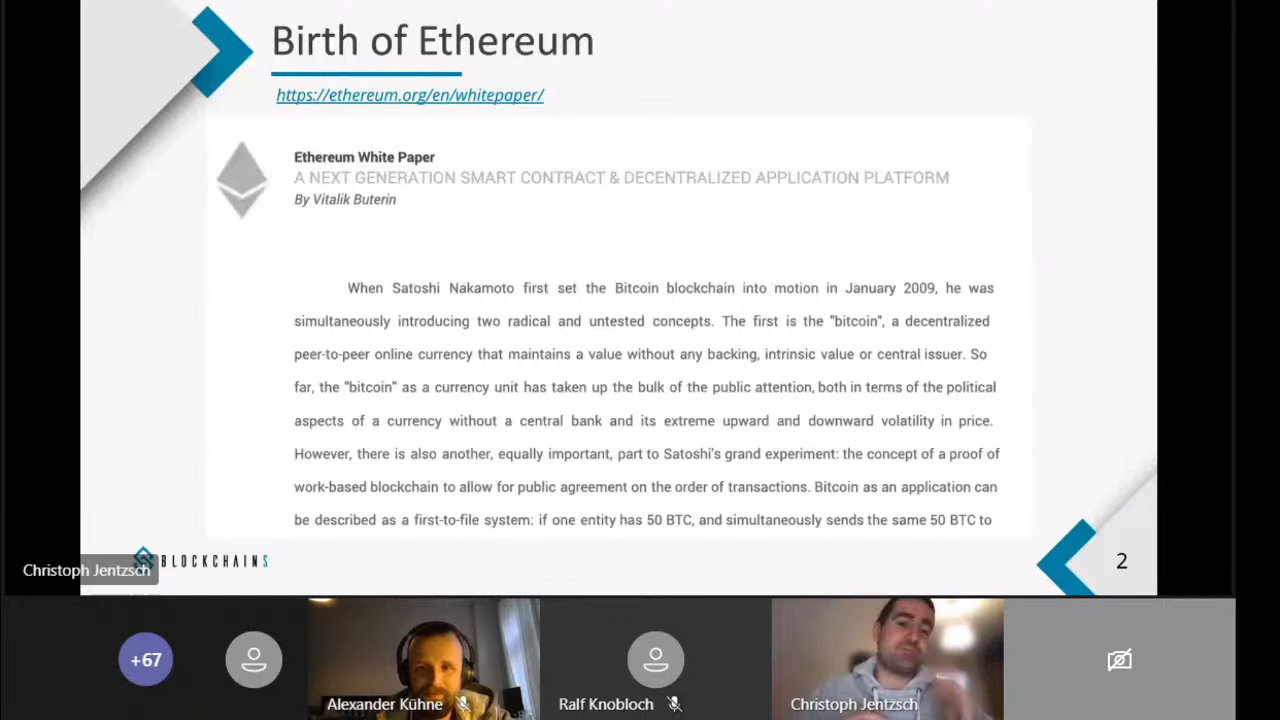 Birth of Ethereum
https://ethereum.org/en/whitepaper/
Ethereum White Paper
A NEXT GENERATION SMART CONTRACT & DECENTRALIZED APPLICATION PLATFORM
By Vitalik Buterin
When Satoshi Nakamoto first set the Bitcoin blockchain into motion in January 2009, he was
simultaneously introducing two radical and untested concepts. The first is the "bitcoin", a decentralized
peer-to-peer online currency that maintains a value without any backing, intrinsic value or central issuer. So
far, the "bitcoin" as a currency unit has taken up the bulk of the public attention, both in terms of the political
aspects of a currency without a central bank and its extreme upward and downward volatility in price.
However, there is also another, equally important, part to Satoshi's grand experiment: the concept of a proof of
work-based blockchain to allow for public agreement on the order of transactions. Bitcoin as an application can
be described as a first-to-file system: if one entity has 50 BTC, and simultaneously sends the same 50 BTC to
BLOCKCHAINS
2
Christoph Jentzsch
+67
Alexander Kühne
Ralf Knobloch
Christoph Jentzsch